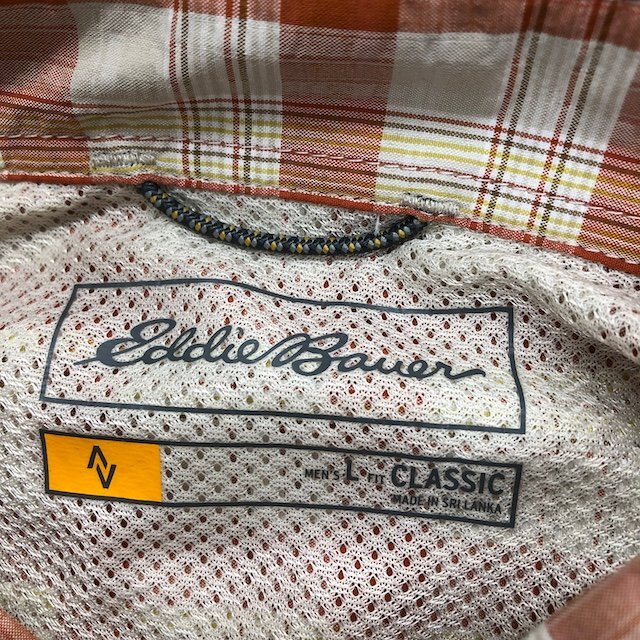 Eddie Bauer
MEN'S L FIT CLASSIC
MADE IN SRI LANKA